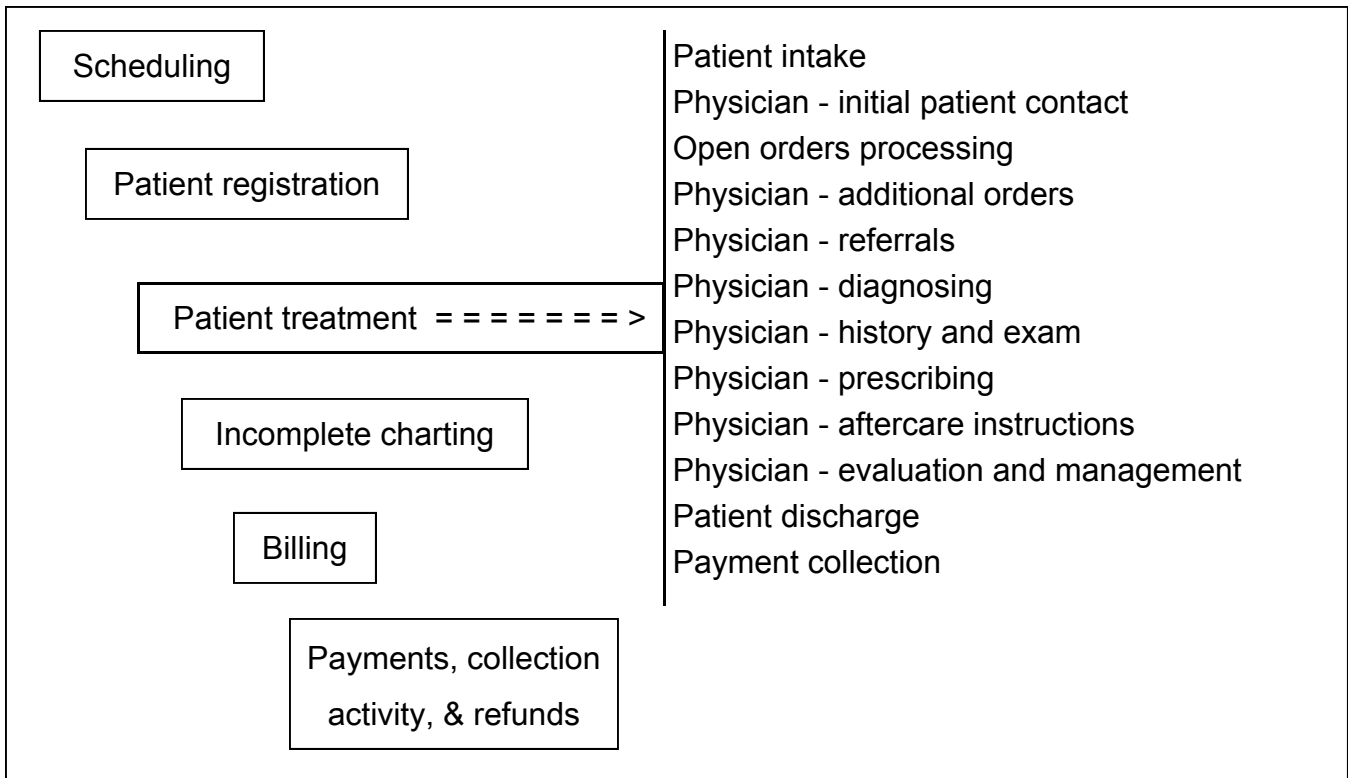 Scheduling
Patient registration
Patient treatment = = = = = = = >
Incomplete charting
Billing
Payments, collection
activity, & refunds
Patient intake
Physician - initial patient contact
Open orders processing
Physician - additional orders
Physician - referrals
Physician - diagnosing
Physician - history and exam
Physician - prescribing
Physician - aftercare instructions
Physician - evaluation and management
Patient discharge
Payment collection